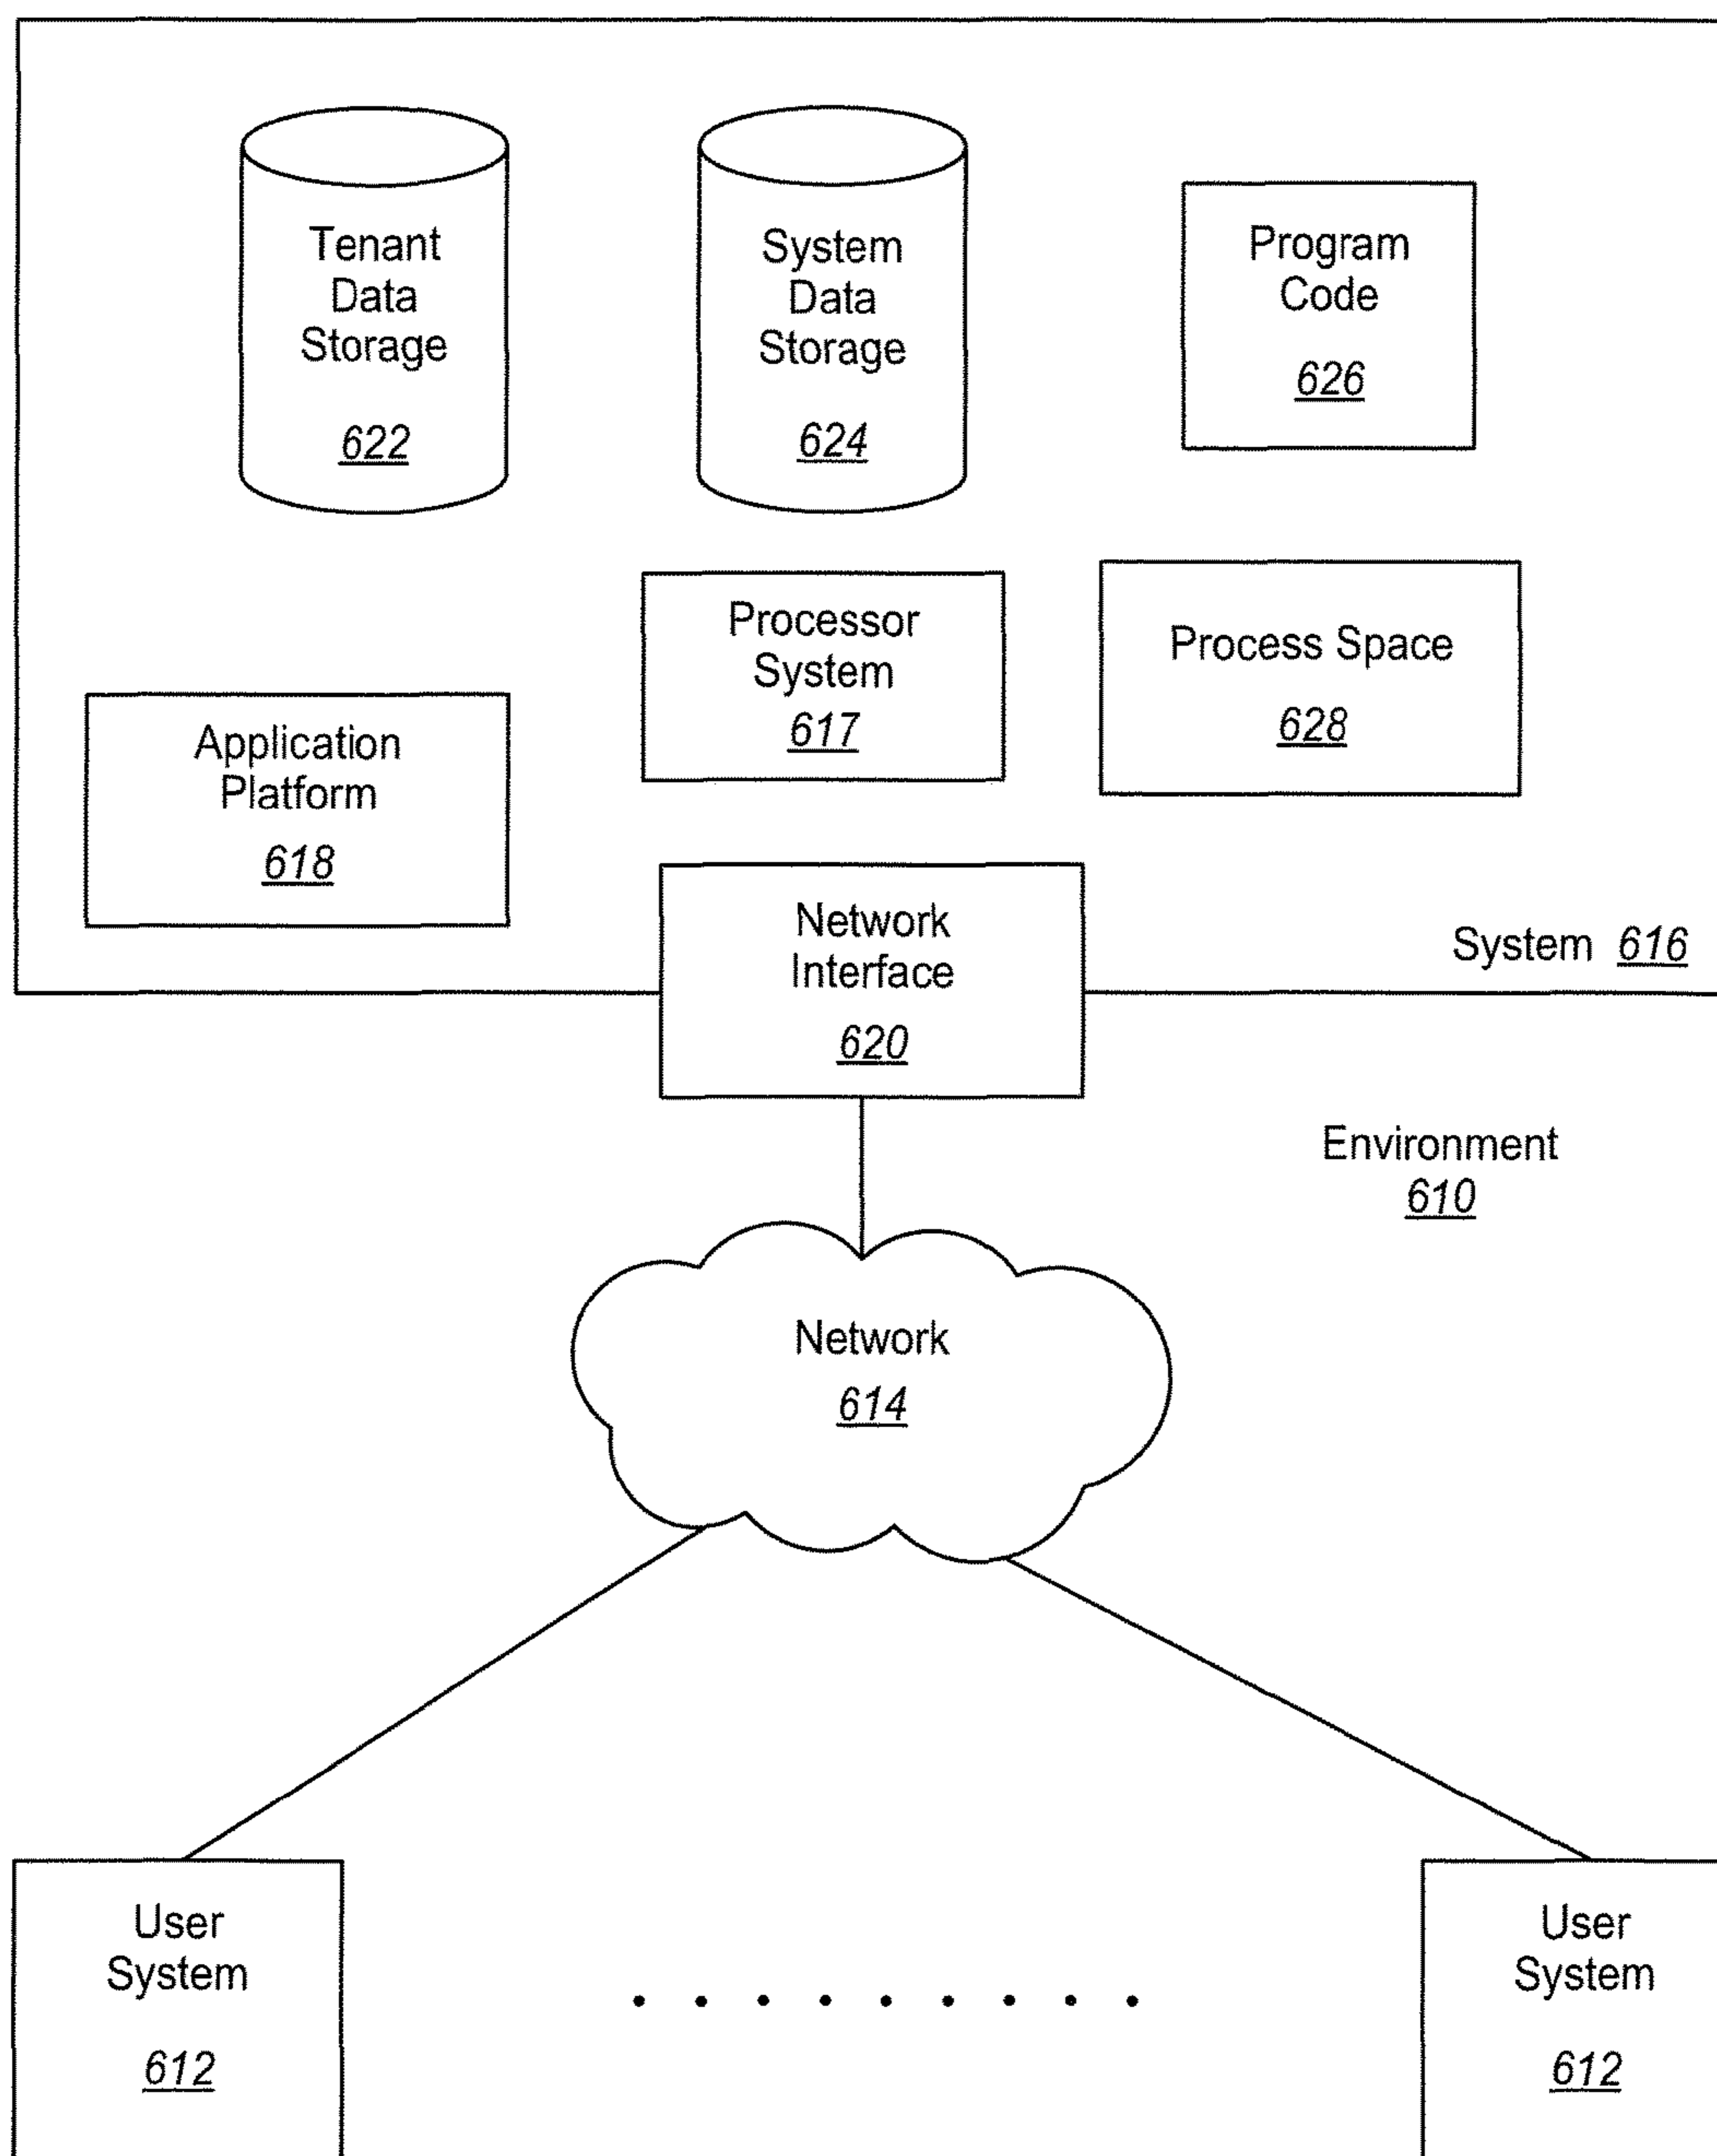 Tenant
Data
Storage
622
System
Data
Storage
624
Program
Code
626
Processor
System
617
Process Space
628
Application
Platform
618
Network
Interface
620
System 616
Environment
610
Network
614
User
System
612
User
System
612